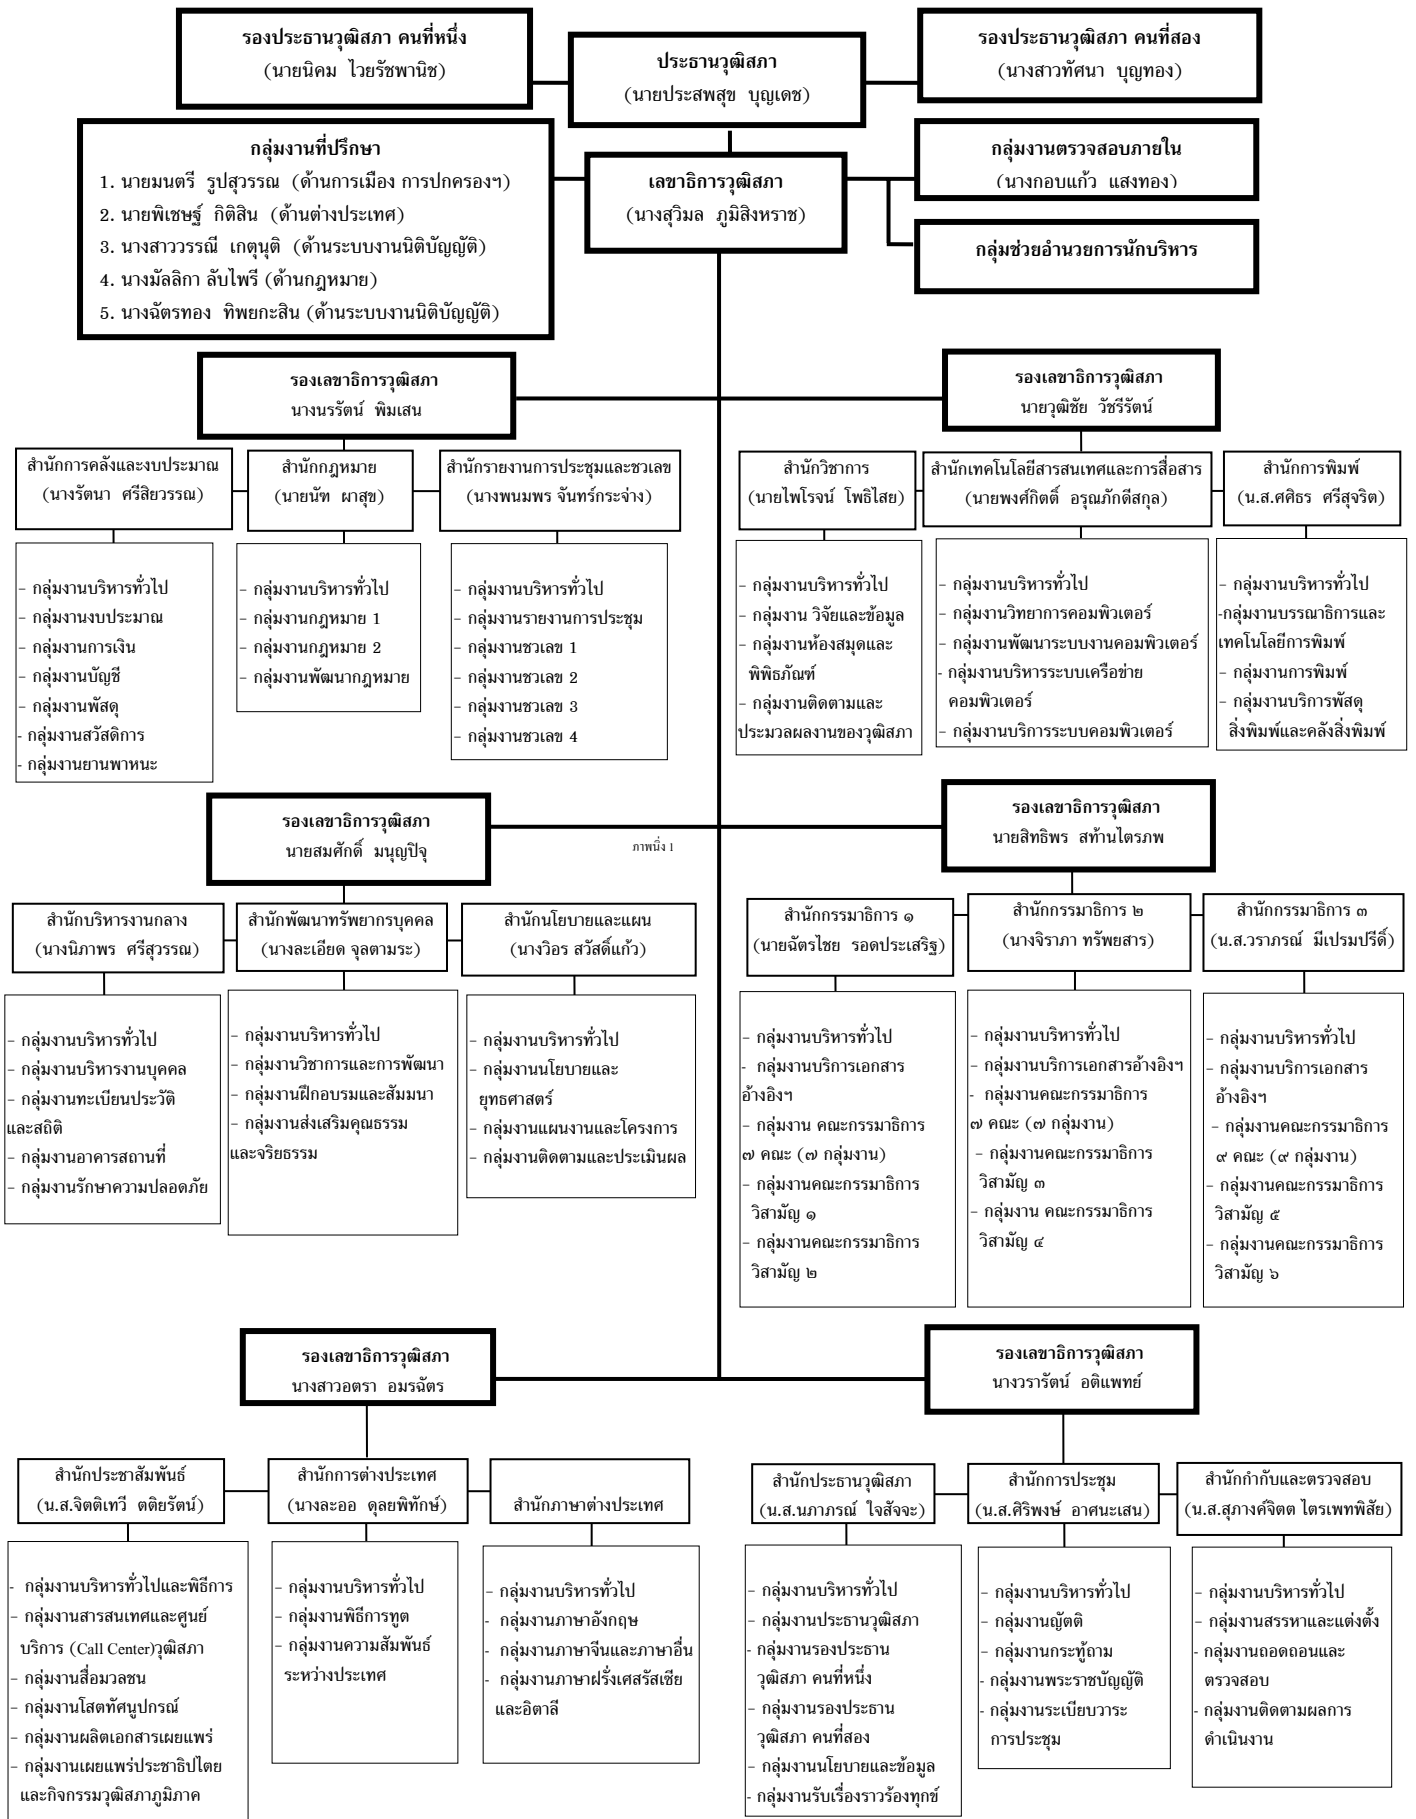 รองประธานวุฒิสภา คนที่หนึ่ง
(นายนิคม ไวยรัชพานิช)
ประธานวุฒิสภา
(นายประสพสุข บุญเดช)
รองประธานวุฒิสภา คนที่สอง
(นางสาวทัศนา บุญทอง)
กลุ่มงานที่ปรึกษา
1. นายมนตรี รูปสุวรรณ (ด้านการเมือง การปกครองฯ)
2. นายพิเชษฐ์ กิติสิน (ด้านต่างประเทศ)
3. นางสาววรรณี เกตุนุติ (ด้านระบบงานนิติบัญญัติ)
4. นางมัลลิกา ลับไพรี (ด้านกฎหมาย)
5. นางฉัตรทอง ทิพยกะสิน (ด้านระบบงานนิติบัญญัติ)
เลขาธิการวุฒิสภา
(นางสุวิมล ภูมิสิงหราช)
กลุ่มงานตรวจสอบภายใน
(นางกอบแก้ว แสงทอง)
กลุ่มช่วยอำนวยการนักบริหาร
รองเลขาธิการวุฒิสภา
นางนรรัตน์ พิมเสน
รองเลขาธิการวุฒิสภา
นายวุฒิชัย วัชรีรัตน์
สำนักการคลังและงบประมาณ
(นางรัตนา ศรีสิยวรรณ)
สำนักกฎหมาย
(นายนัฑ ผาสุข)
สำนักรายงานการประชุมและชวเลข
(นางพนมพร จันทร์กระจ่าง)
สำนักวิชาการ
(นายไพโรจน์ โพธิไสย)
สำนักเทคโนโลยีสารสนเทศและการสื่อสาร
(นายพงศ์กิตติ์ อรุณภักดีสกุล)
สำนักการพิมพ์
(น.ส.ศศิธร ศรีสุจริต)
- กลุ่มงานบริหารทั่วไป
- กลุ่มงานงบประมาณ
- กลุ่มงานการเงิน
- กลุ่มงานบัญชี
- กลุ่มงานพัสดุ
- กลุ่มงานสวัสดิการ
- กลุ่มงานยานพาหนะ
- กลุ่มงานบริหารทั่วไป
- กลุ่มงานกฎหมาย 1
- กลุ่มงานกฎหมาย 2
- กลุ่มงานพัฒนากฎหมาย
- กลุ่มงานบริหารทั่วไป
- กลุ่มงานรายงานการประชุม
- กลุ่มงานชวเลข 1
- กลุ่มงานชวเลข 2
- กลุ่มงานชวเลข 3
- กลุ่มงานชวเลข 4
- กลุ่มงานบริหารทั่วไป
- กลุ่มงาน วิจัยและข้อมูล
- กลุ่มงานห้องสมุดและ
พิพิธภัณฑ์
- กลุ่มงานติดตามและ
ประมวลผลงานของวุฒิสภา
- กลุ่มงานบริหารทั่วไป
- กลุ่มงานวิทยาการคอมพิวเตอร์
- กลุ่มงานพัฒนาระบบงานคอมพิวเตอร์
- กลุ่มงานบริหารระบบเครือข่าย
คอมพิวเตอร์
- กลุ่มงานบริการระบบคอมพิวเตอร์
- กลุ่มงานบริหารทั่วไป
-กลุ่มงานบรรณาธิการและ
เทคโนโลยีการพิมพ์
- กลุ่มงานการพิมพ์
- กลุ่มงานบริการพัสดุ
สิ่งพิมพ์และคลังสิ่งพิมพ์
รองเลขาธิการวุฒิสภา
นายสมศักดิ์ มนุญปิจุ
ภาพนิ่ง 1
รองเลขาธิการวุฒิสภา
นายสิทธิพร สท้านไตรภพ
สำนักบริหารงานกลาง
(นางนิภาพร ศรีสุวรรณ)
สำนักพัฒนาทรัพยากรบุคคล
(นางละเอียด จุลตามระ)
สำนักนโยบายและแผน
(นางวิอร สวัสดิ์แก้ว)
สำนักกรรมาธิการ ๑
(นายฉัตรไชย รอดประเสริฐ)
สำนักกรรมาธิการ ๒
(นางจิราภา ทรัพยสาร)
สำนักกรรมาธิการ ๓
(น.ส.วราภรณ์ มีเปรมปรีดิ์)
- กลุ่มงานบริหารทั่วไป
- กลุ่มงานบริหารงานบุคคล
- กลุ่มงานทะเบียนประวัติ
และสถิติ
- กลุ่มงานอาคารสถานที่
- กลุ่มงานรักษาความปลอดภัย
- กลุ่มงานบริหารทั่วไป
- กลุ่มงานวิชาการและการพัฒนา
- กลุ่มงานฝึกอบรมและสัมมนา
- กลุ่มงานส่งเสริมคุณธรรม
และจริยธรรม
- กลุ่มงานบริหารทั่วไป
- กลุ่มงานนโยบายและ
ยุทธศาสตร์
- กลุ่มงานแผนงานและโครงการ
- กลุ่มงานติดตามและประเมินผล
- กลุ่มงานบริหารทั่วไป
- กลุ่มงานบริการเอกสาร
อ้างอิงฯ
- กลุ่มงาน คณะกรรมาธิการ
๗ คณะ (๗ กลุ่มงาน)
- กลุ่มงานคณะกรรมาธิการ
วิสามัญ ๑
- กลุ่มงานคณะกรรมาธิการ
วิสามัญ ๒
- กลุ่มงานบริหารทั่วไป
- กลุ่มงานบริการเอกสารอ้างอิงฯ
- กลุ่มงานคณะกรรมาธิการ
๗ คณะ (๗ กลุ่มงาน)
- กลุ่มงานคณะกรรมาธิการ
วิสามัญ ๓
- กลุ่มงาน คณะกรรมาธิการ
วิสามัญ ๔
- กลุ่มงานบริหารทั่วไป
- กลุ่มงานบริการเอกสาร
อ้างอิงฯ
- กลุ่มงานคณะกรรมาธิการ
๙ คณะ (๙ กลุ่มงาน)
- กลุ่มงานคณะกรรมาธิการ
วิสามัญ ๕
- กลุ่มงานคณะกรรมาธิการ
วิสามัญ ๖
รองเลขาธิการวุฒิสภา
นางสาวอตรา อมรฉัตร
รองเลขาธิการวุฒิสภา
นางวรารัตน์ อติแพทย์
สำนักประชาสัมพันธ์
(น.ส.จิตติเทวี ตติยรัตน์)
สำนักการต่างประเทศ
(นางละออ ดุลยพิทักษ์)
สำนักภาษาต่างประเทศ
สำนักประธานวุฒิสภา
(น.ส.นภาภรณ์ ใจสัจจะ)
สำนักการประชุม
(น.ส.ศิริพงษ์ อาศนะเสน)
สำนักกำกับและตรวจสอบ
(น.ส.สุภางค์จิตต ไตรเพทพิสัย)
- กลุ่มงานบริหารทั่วไปและพิธีการ
- กลุ่มงานสารสนเทศและศูนย์
บริการ (Call Center)วุฒิสภา
- กลุ่มงานสื่อมวลชน
- กลุ่มงานโสตทัศนูปกรณ์
- กลุ่มงานผลิตเอกสารเผยแพร่
- กลุ่มงานเผยแพร่ประชาธิปไตย
และกิจกรรมวุฒิสภาภูมิภาค
- กลุ่มงานบริหารทั่วไป
- กลุ่มงานพิธีการทูต
- กลุ่มงานความสัมพันธ์
ระหว่างประเทศ
- กลุ่มงานบริหารทั่วไป
- กลุ่มงานภาษาอังกฤษ
- กลุ่มงานภาษาจีนและภาษาอื่น
- กลุ่มงานภาษาฝรั่งเศสรัสเซีย
และอิตาลี
- กลุ่มงานบริหารทั่วไป
- กลุ่มงานประธานวุฒิสภา
- กลุ่มงานรองประธาน
วุฒิสภา คนที่หนึ่ง
- กลุ่มงานรองประธาน
วุฒิสภา คนที่สอง
- กลุ่มงานนโยบายและข้อมูล
- กลุ่มงานรับเรื่องราวร้องทุกข์
- กลุ่มงานบริหารทั่วไป
- กลุ่มงานญัตติ
- กลุ่มงานกระทู้ถาม
- กลุ่มงานพระราชบัญญัติ
- กลุ่มงานระเบียบวาระ
การประชุม
- กลุ่มงานบริหารทั่วไป
- กลุ่มงานสรรหาและแต่งตั้ง
- กลุ่มงานถอดถอนและ
ตรวจสอบ
- กลุ่มงานติดตามผลการ
ดำเนินงาน